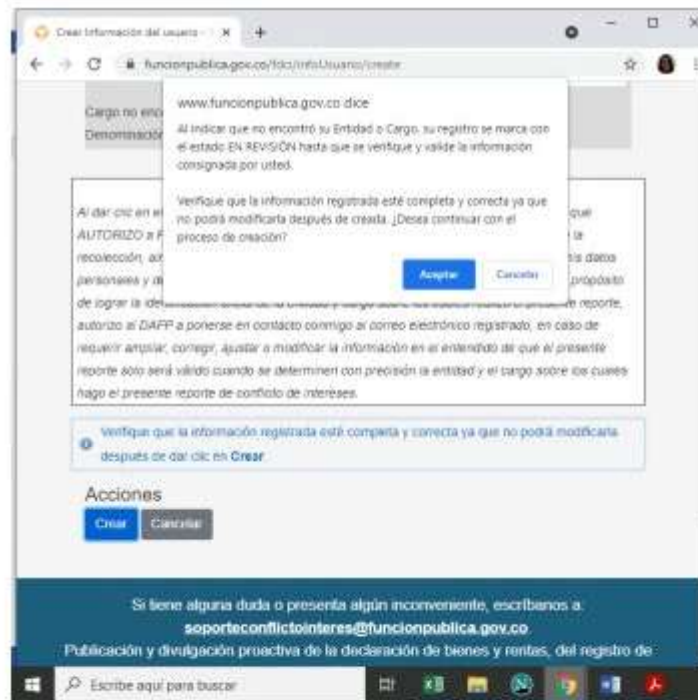 Crear Información del usuario -
funcionpublica.gov.co/fdci/infoUsuario/create
www.funcionpublica.gov.co dice
Al indicar que no encontró su Entidad o Cargo, su registro se marca con
el estado EN REVISIÓN hasta que se verifique y valide la información
consignada por usted.
Verifique que la información registrada esté completa y correcta ya que
no podrá modificarla después de creada. ¿Desea continuar con el
proceso de creación?
Aceptar Cancelar
Cargo no
Denominación
Al dar clic en que
AUTORIZO a la
recolección, mis datos
personales y propósito
de lograr la reporte,
autorizo al DAFP a ponerse en contacto conmigo al correo electrónico registrado, en caso de
requerir ampliar, corregir, ajustar o modificar la información en el entendido de que el presente
reporte solo será válido cuando se determinen con precisión la entidad y el cargo sobre los cuales
hago el presente reporte de conflicto de intereses.
Verifique que la información registrada esté completa y correcta ya que no podrá modificarla
después de dar clic en Crear
Acciones
Crear Cancelar
Si tiene alguna duda o presenta algún inconveniente, escríbanos a:
soporteconflictointeres@funcionpublica.gov.co
Publicación y divulgación proactiva de la declaración de bienes y rentas, del registro de
Escribe aquí para buscar